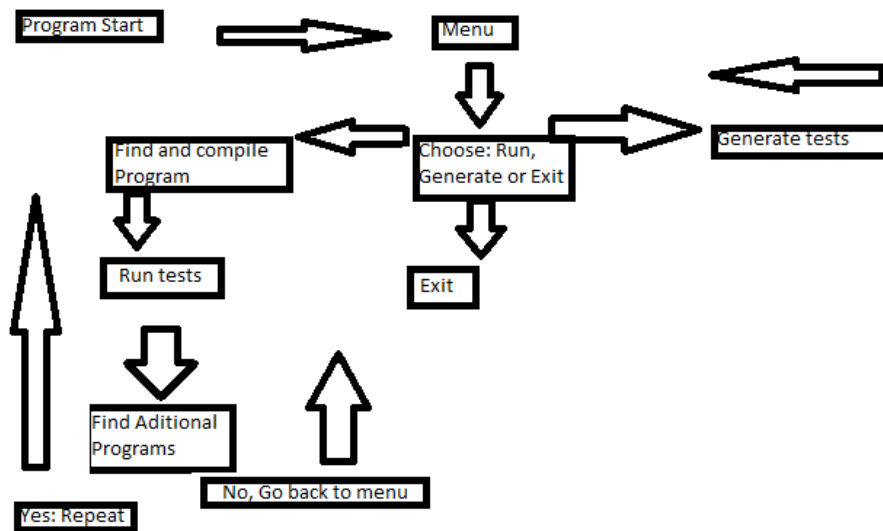 Program Start
Menu
Find and compile
Program
Choose: Run,
Generate or Exit
Generate tests
Run tests
Exit
Find Aditional
Programs
No, Go back to menu
Yes: Repeat